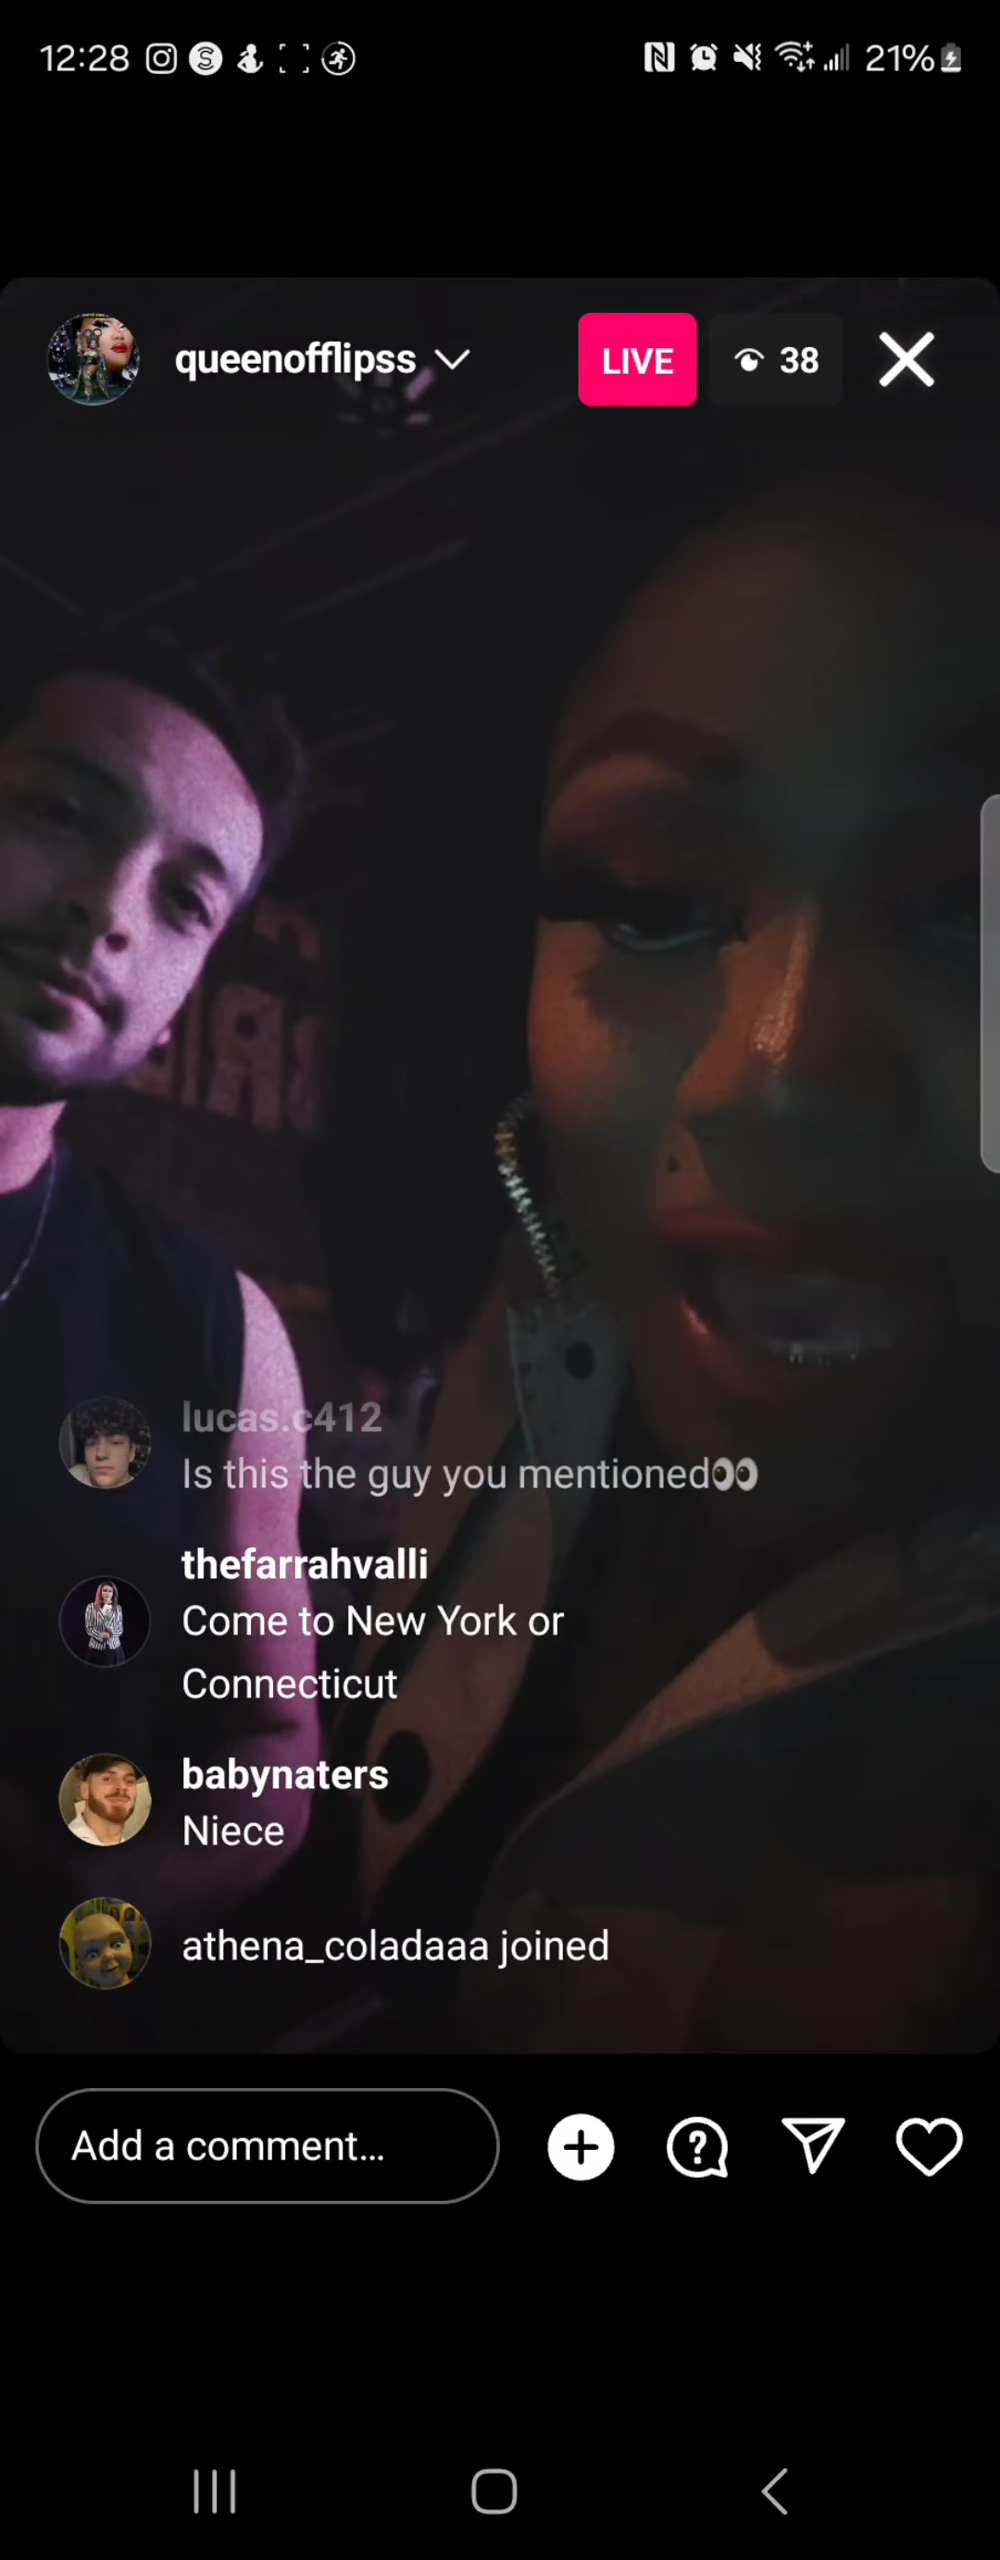 12:28
21%
queenofflipss
LIVE
38
lucas.c412
Is this the guy you mentioned👀
thefarrahvalli
Come to New York or
Connecticut
babynaters
Niece
athena_coladaaa joined
Add a comment...